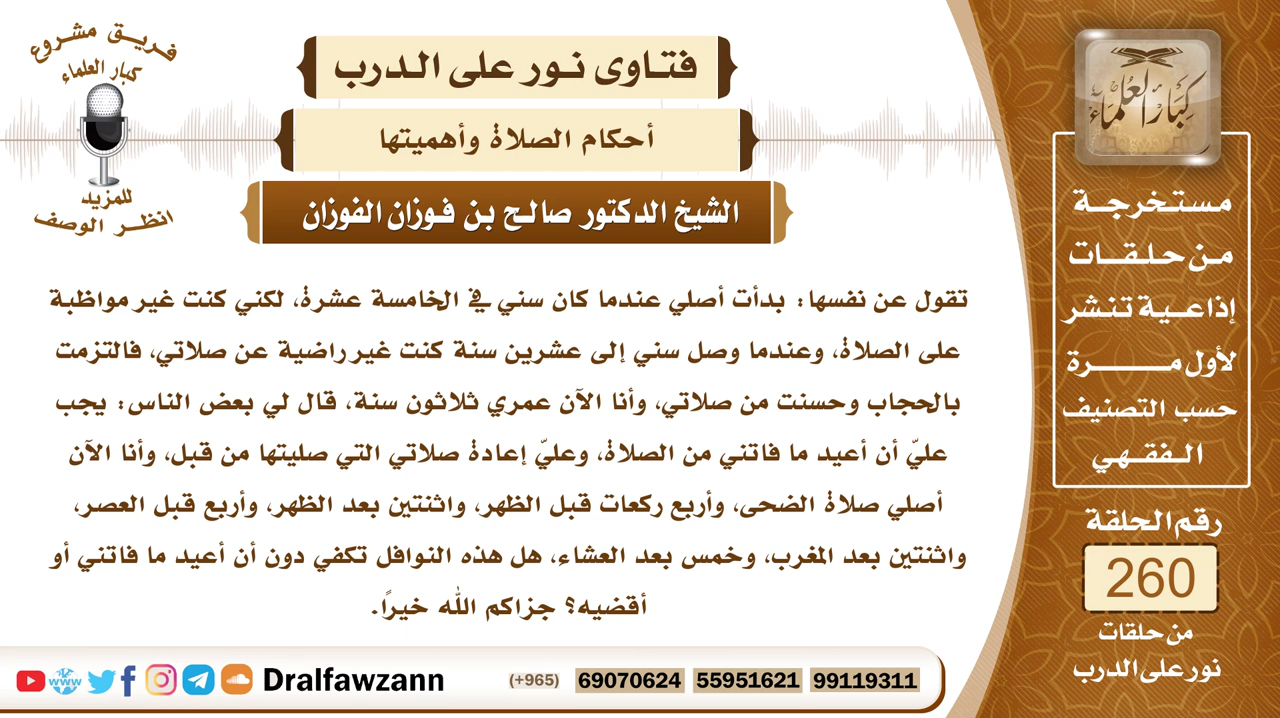 فريق مشروع
كبار العلماء
للمزيد
انظر الوصف
فتاوى نور على الدرب
أحكام الصلاة وأهميتها
الشيخ الدكتور صالح بن فوزان الفوزان
تقول عن نفسها: بدأت أصلي عندما كان سني في الخامسة عشرة، لكني كنت غير مواظبة
على الصلاة، وعندما وصل سني إلى عشرين سنة كنت غير راضية عن صلاتي، فالتزمت
بالحجاب وحسنت من صلاتي، وأنا الآن عمري ثلاثون سنة، قال لي بعض الناس: يجب
عليّ أن أعيد ما فاتني من الصلاة، وعليّ إعادة صلاتي التي صليتها من قبل، وأنا الآن
أصلي صلاة الضحى، وأربع ركعات قبل الظهر، واثنتين بعد الظهر، وأربع قبل العصر،
واثنتين بعد المغرب، وخمس بعد العشاء، هل هذه النوافل تكفي دون أن أعيد ما فاتني أو
أقضيه؟ جزاكم الله خيرًا.
كبار العلماء
مستخرجة
من حلقات
إذاعية تنشر
لأول مرة
حسب التصنيف
الفقهي
رقم الحلقة
260
من حلقات
نور على الدرب
www
Dralfawzann
(+965) 69070624 55951621 99119311